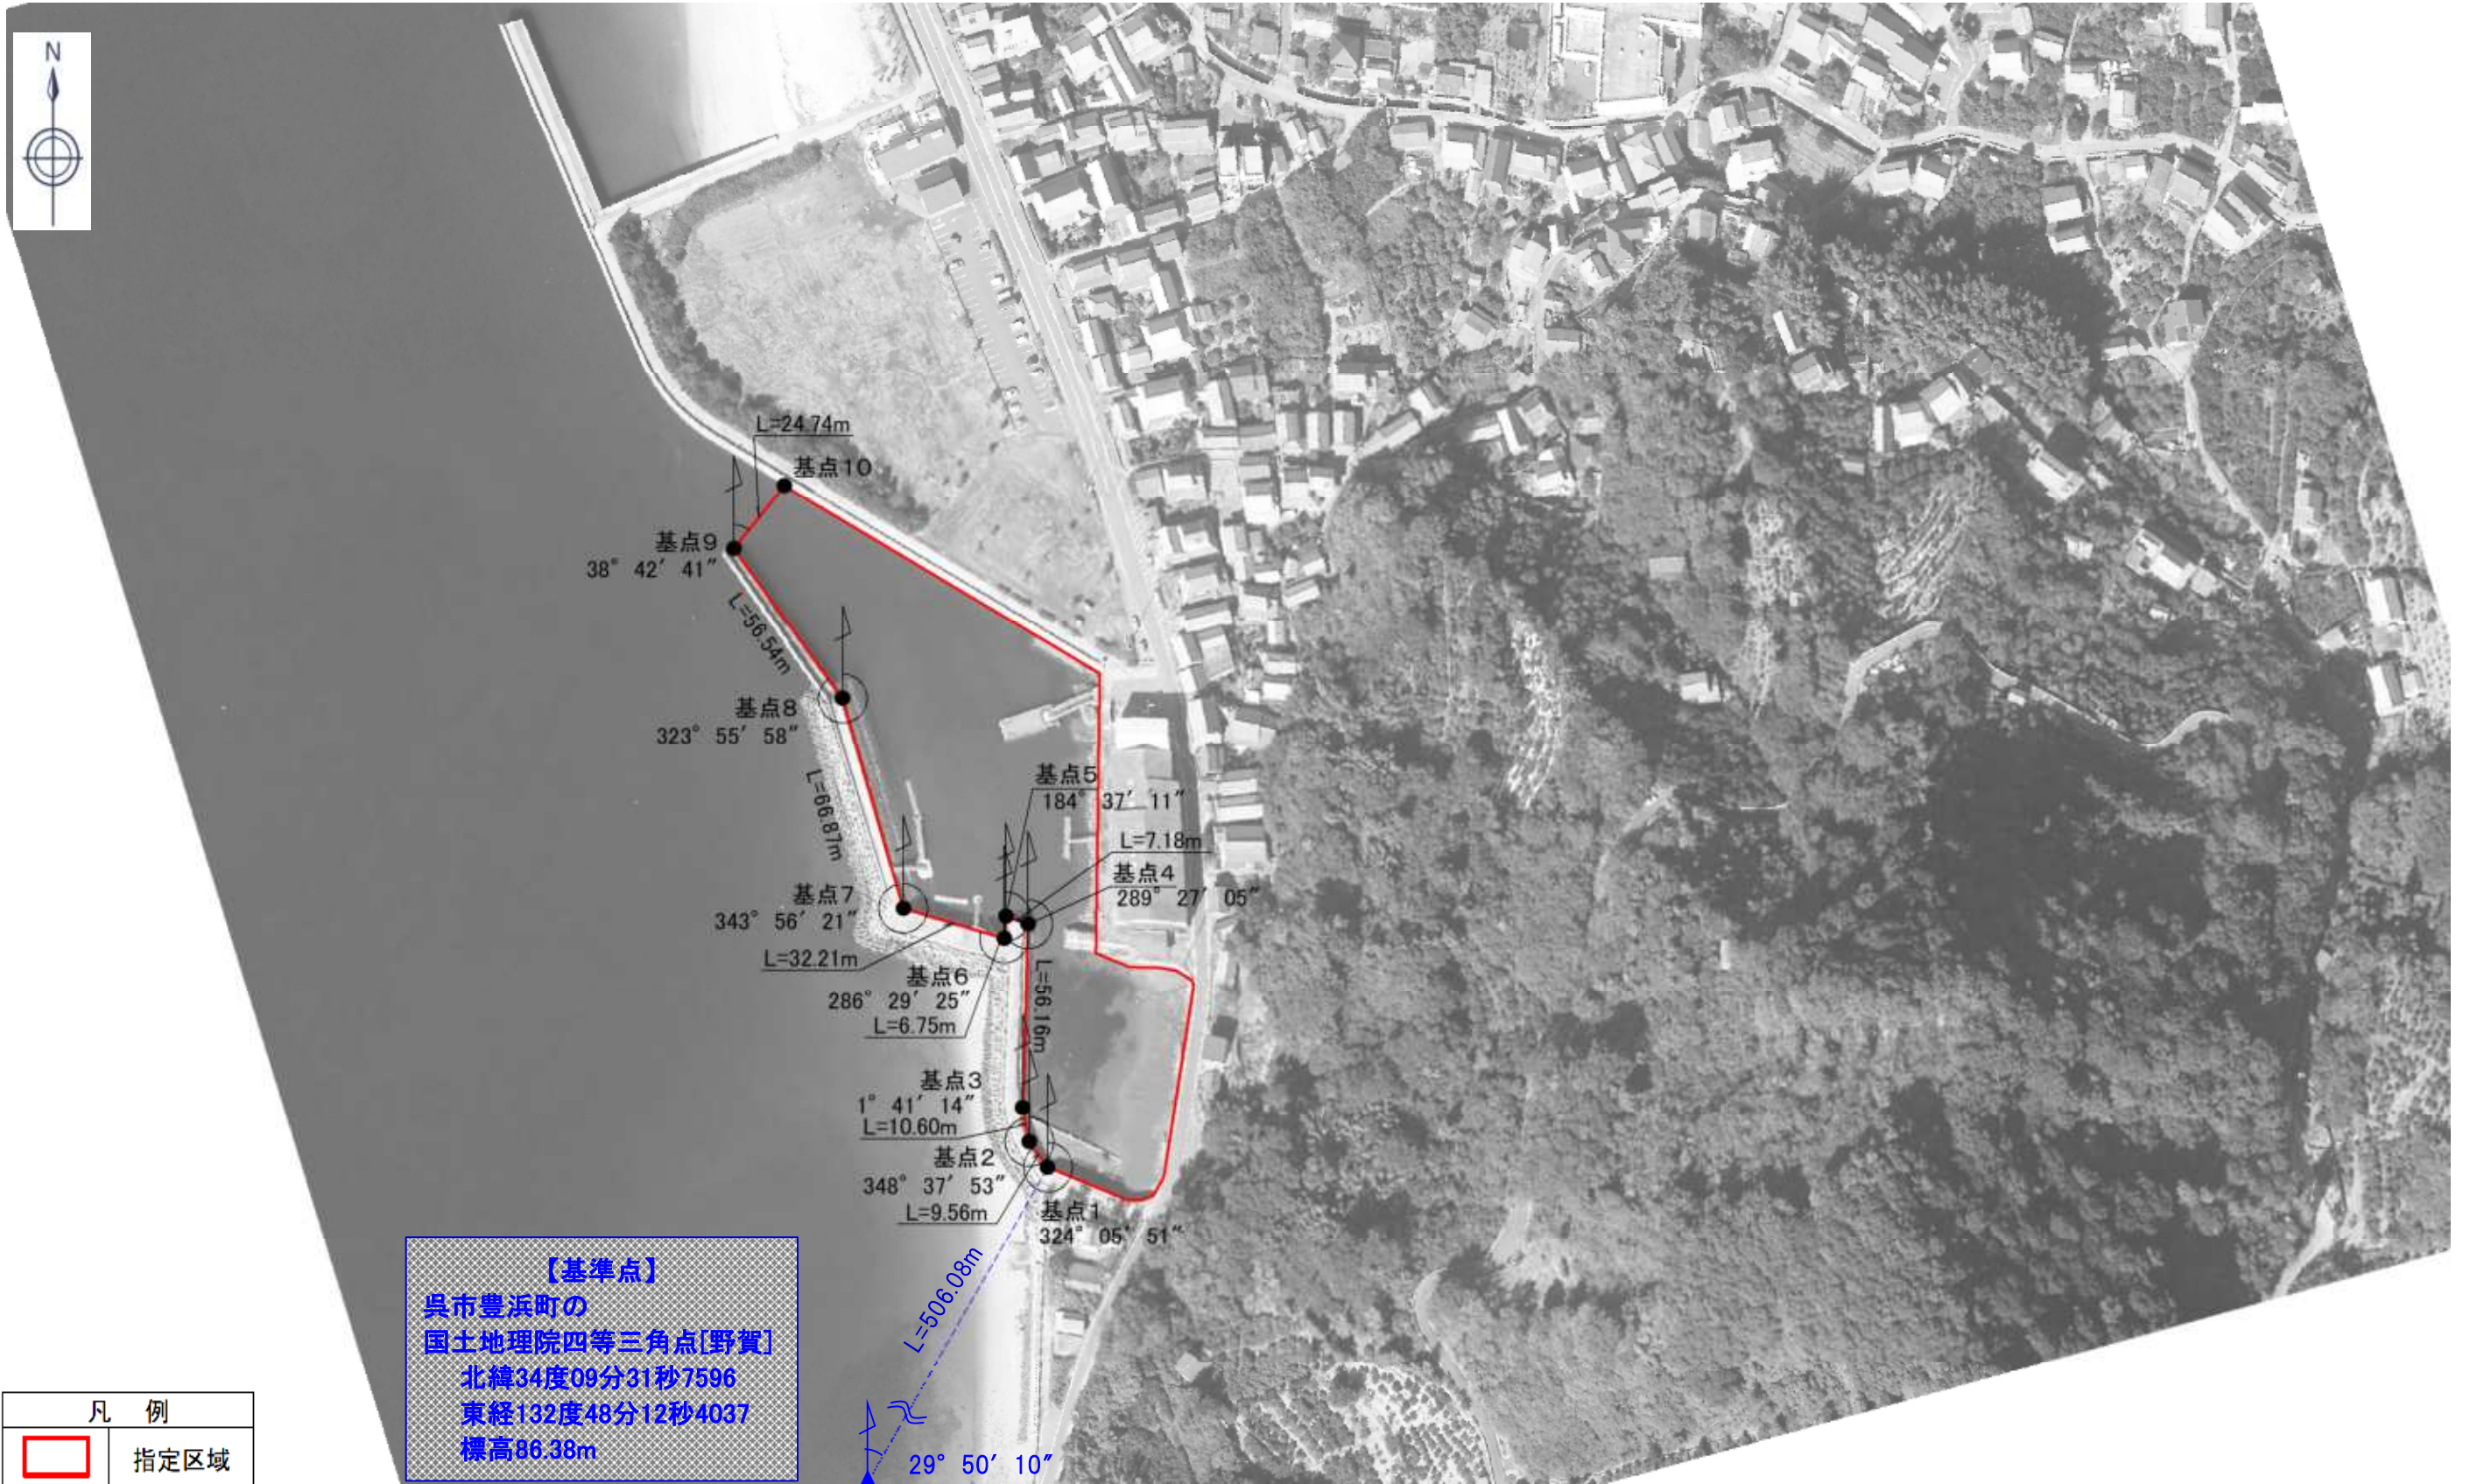 N
L=24.74m
基点10
基点9
38° 42′ 41″
L=56.54m
基点8
323° 55′ 58″
L=66.87m
基点5
184° 37′ 11″
L=7.18m
基点4
289° 27′ 05″
基点7
343° 56′ 21″
L=32.21m
基点6
286° 29′ 25″
L=6.75m
L=56.16m
基点3
1° 41′ 14″
L=10.60m
基点2
348° 37′ 53″
L=9.56m
基点1
324° 05′ 51″
L=506.08m
29° 50′ 10″
【基準点】
呉市豊浜町の
国土地理院四等三角点[野賀]
北緯34度09分31秒7596
東経132度48分12秒4037
標高86.38m
凡 例
指定区域